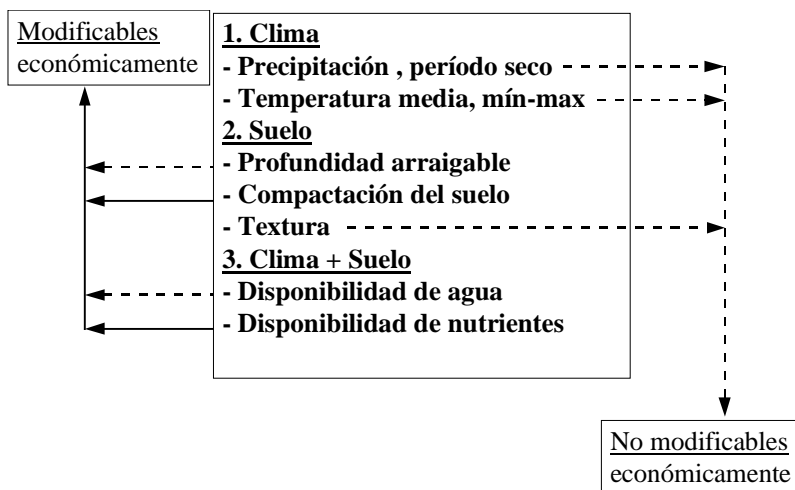 Modificables
económicamente
1. Clima
- Precipitación , período seco
- Temperatura media, mín-max
2. Suelo
- Profundidad arraigable
- Compactación del suelo
- Textura
3. Clima + Suelo
- Disponibilidad de agua
- Disponibilidad de nutrientes
No modificables
económicamente